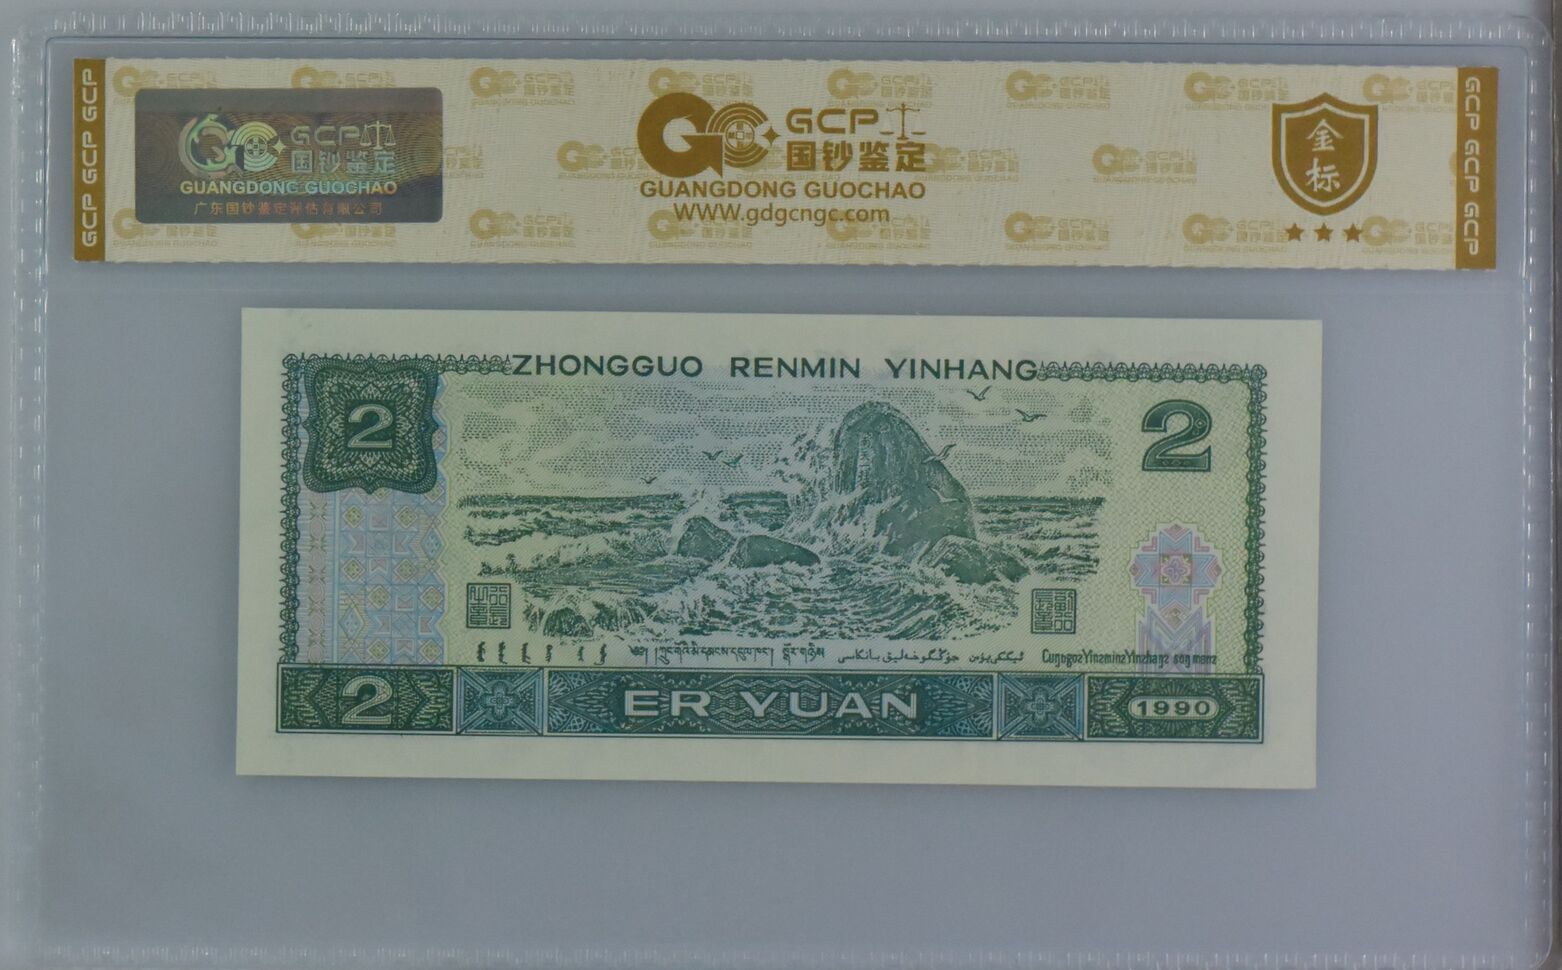 GCP GCP GCP
GCP
国钞鉴定
GUANGDONG GUOCHAO
广东国钞鉴定评估有限公司
GCP
国钞鉴定
GUANGDONG GUOCHAO
WWW.gdgcngc.com
金
标
GCP GCP GCP
ZHONGGUO RENMIN YINHANG
2
2
2
ER YUAN
1990